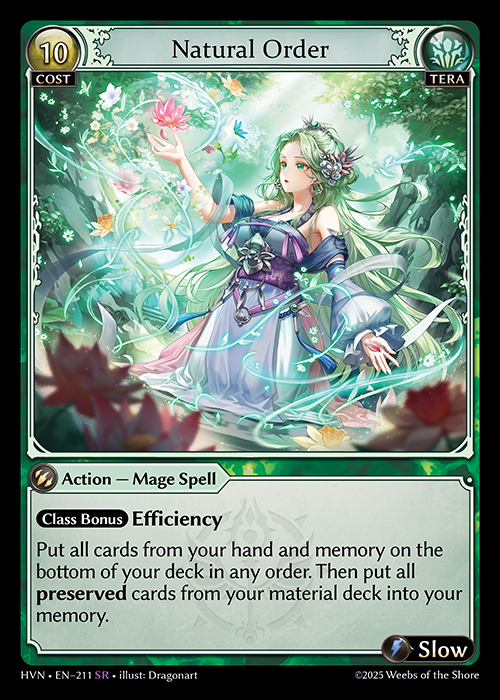 10
Natural Order
COST
TERA
Action — Mage Spell
Class Bonus Efficiency
Put all cards from your hand and memory on the
bottom of your deck in any order. Then put all
preserved cards from your material deck into your
memory.
Slow
HVN • EN–211 SR • illust: Dragonart
©2025 Weebs of the Shore